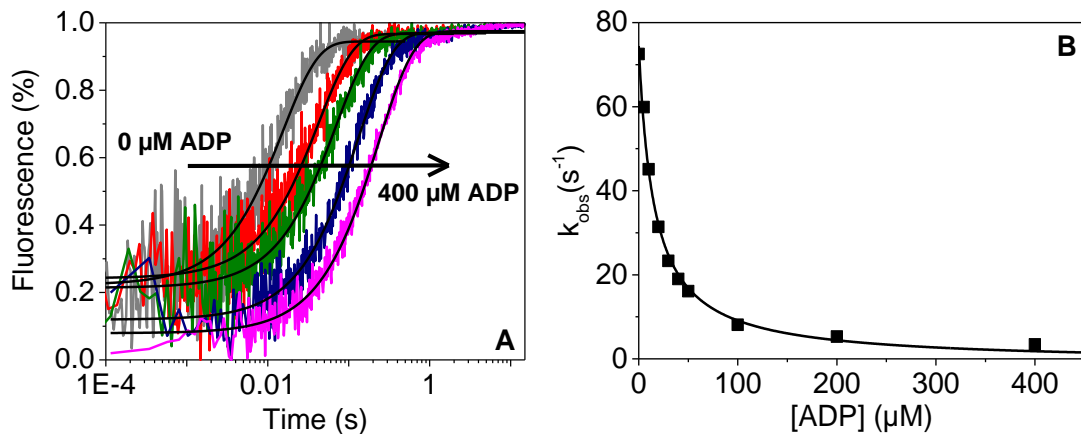 1.0
0.8
0.6
0.4
0.2
0.0
Fluorescence (%)
0 µM ADP
400 µM ADP
A
1E-4
0.01
1
Time (s)
80
60
40
20
0
k_obs(s⁻¹)
B
0
100
200
300
400
[ADP] (µM)